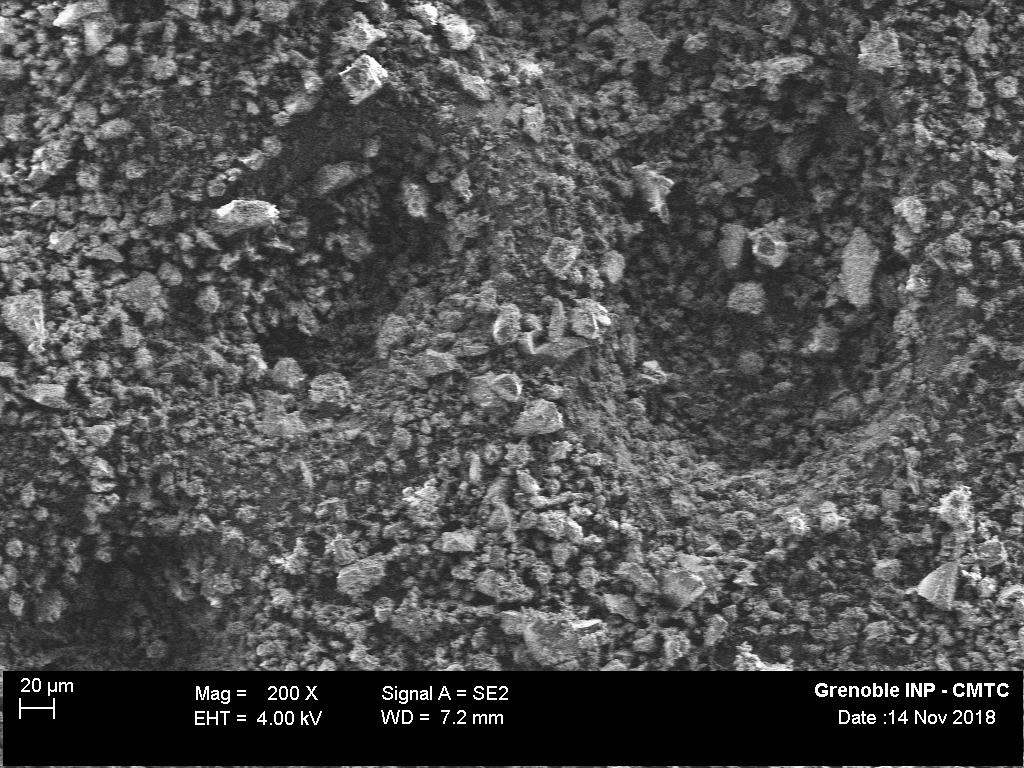 20 µm
Mag = 200 X
EHT = 4.00 kV
Signal A = SE2
WD = 7.2 mm
Grenoble INP - CMTC
Date :14 Nov 2018